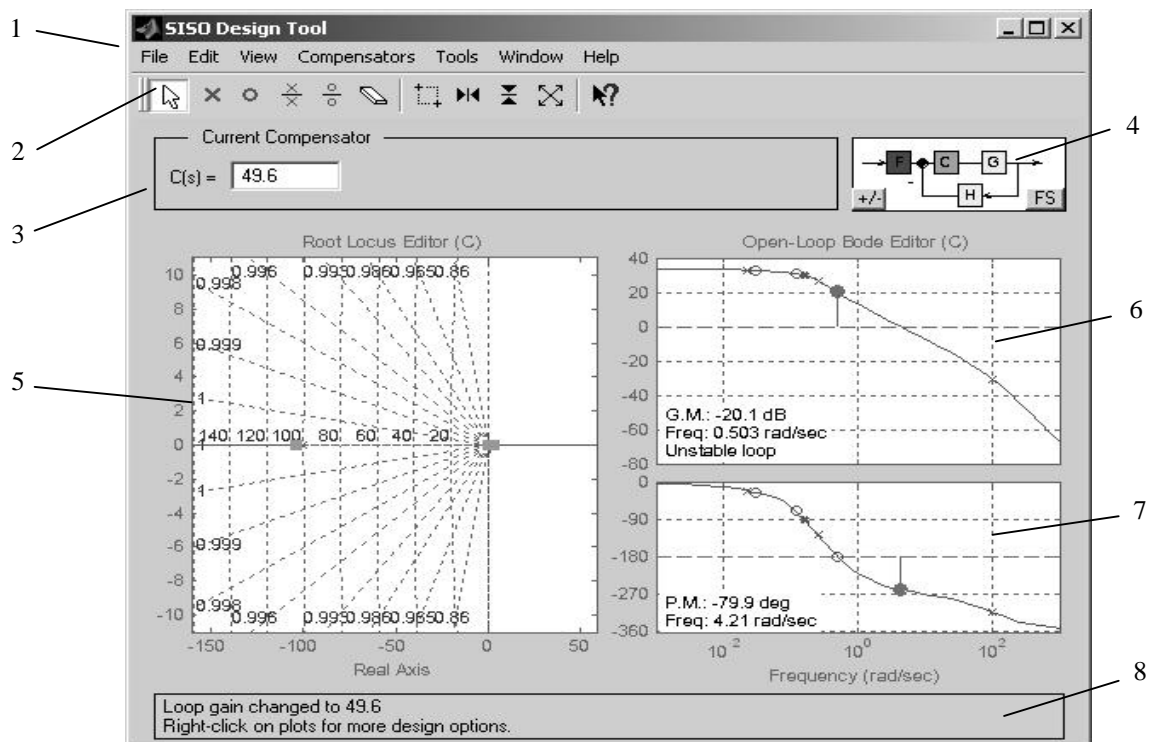 1
SISO Design Tool
File Edit View Compensators Tools Window Help
2
Current Compensator
C(s) = 49.6
3
F C G
-
H
+/- FS
4
Root Locus Editor (C)
10
8
6
4
2
0
-2
-4
-6
-8
-10
0.996 0.993 0.986 0.965 0.86
0.998
0.999
1
1 140 120 100 80 60 40 20
1
0.999
0.998
0.996 0.993 0.986 0.965 0.86
-150 -100 -50 0 50
Real Axis
5
Open-Loop Bode Editor (C)
40
20
0
-20
-40
-60
-80
G.M.: -20.1 dB
Freq: 0.503 rad/sec
Unstable loop
6
0
-90
-180
-270
-360
P.M.: -79.9 deg
Freq: 4.21 rad/sec
7
10-2 100 102
Frequency (rad/sec)
Loop gain changed to 49.6
Right-click on plots for more design options.
8